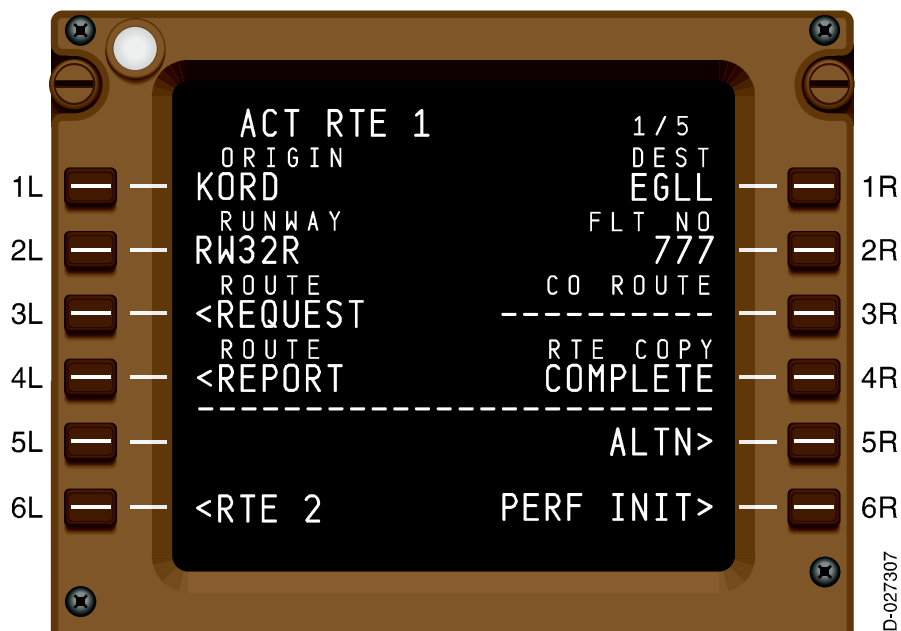 ACT RTE 1 1/5
ORIGIN DEST
1L KORD EGLL 1R
RUNWAY FLT NO
2L RW32R 777 2R
ROUTE CO ROUTE
3L <REQUEST ---------- 3R
ROUTE RTE COPY
4L <REPORT COMPLETE 4R
-------------------------
5L ALTN> 5R
6L <RTE 2 PERF INIT> 6R
D-027307